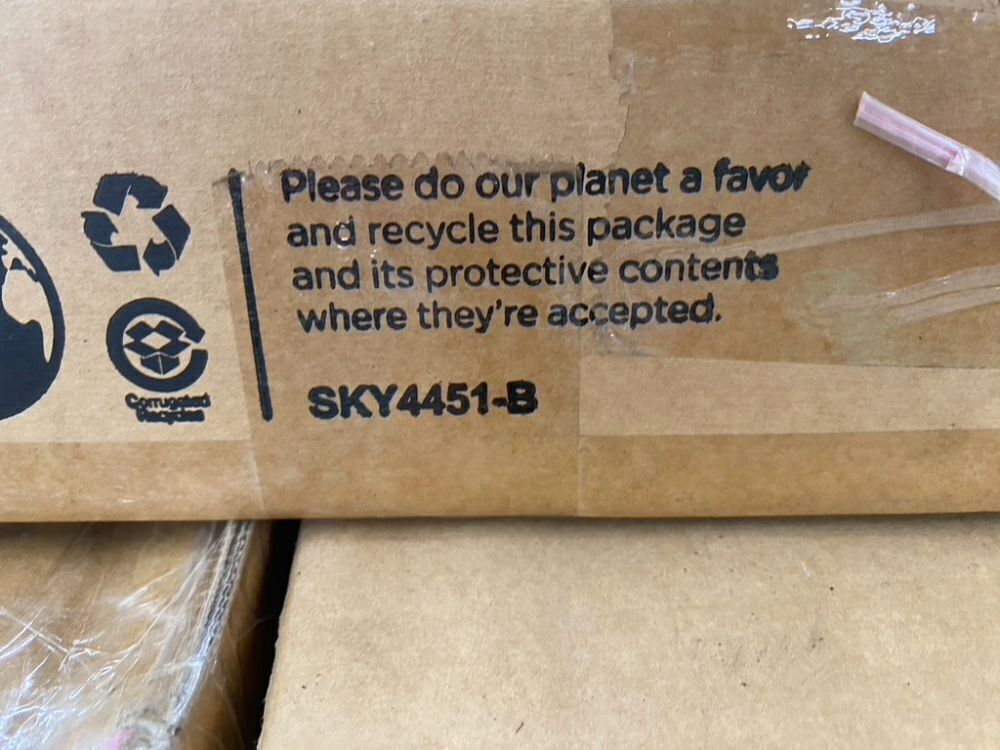 Please do our planet a favor
and recycle this package
and its protective contents
where they're accepted.
SKY4451-B
Corrugated
Recycles